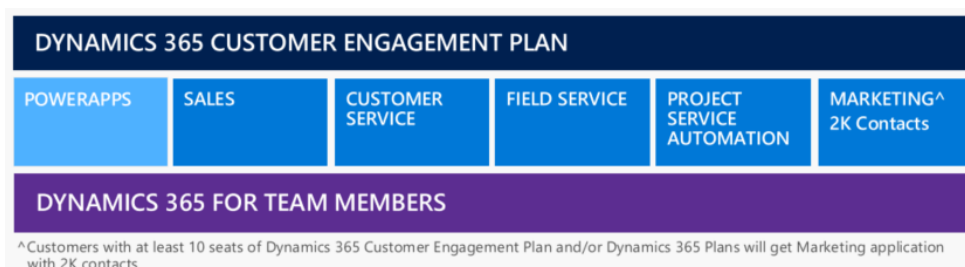 DYNAMICS 365 CUSTOMER ENGAGEMENT PLAN
POWERAPPS
SALES
CUSTOMER
SERVICE
FIELD SERVICE
PROJECT
SERVICE
AUTOMATION
MARKETING^
2K Contacts
DYNAMICS 365 FOR TEAM MEMBERS
^Customers with at least 10 seats of Dynamics 365 Customer Engagement Plan and/or Dynamics 365 Plans will get Marketing application
with 2K contacts